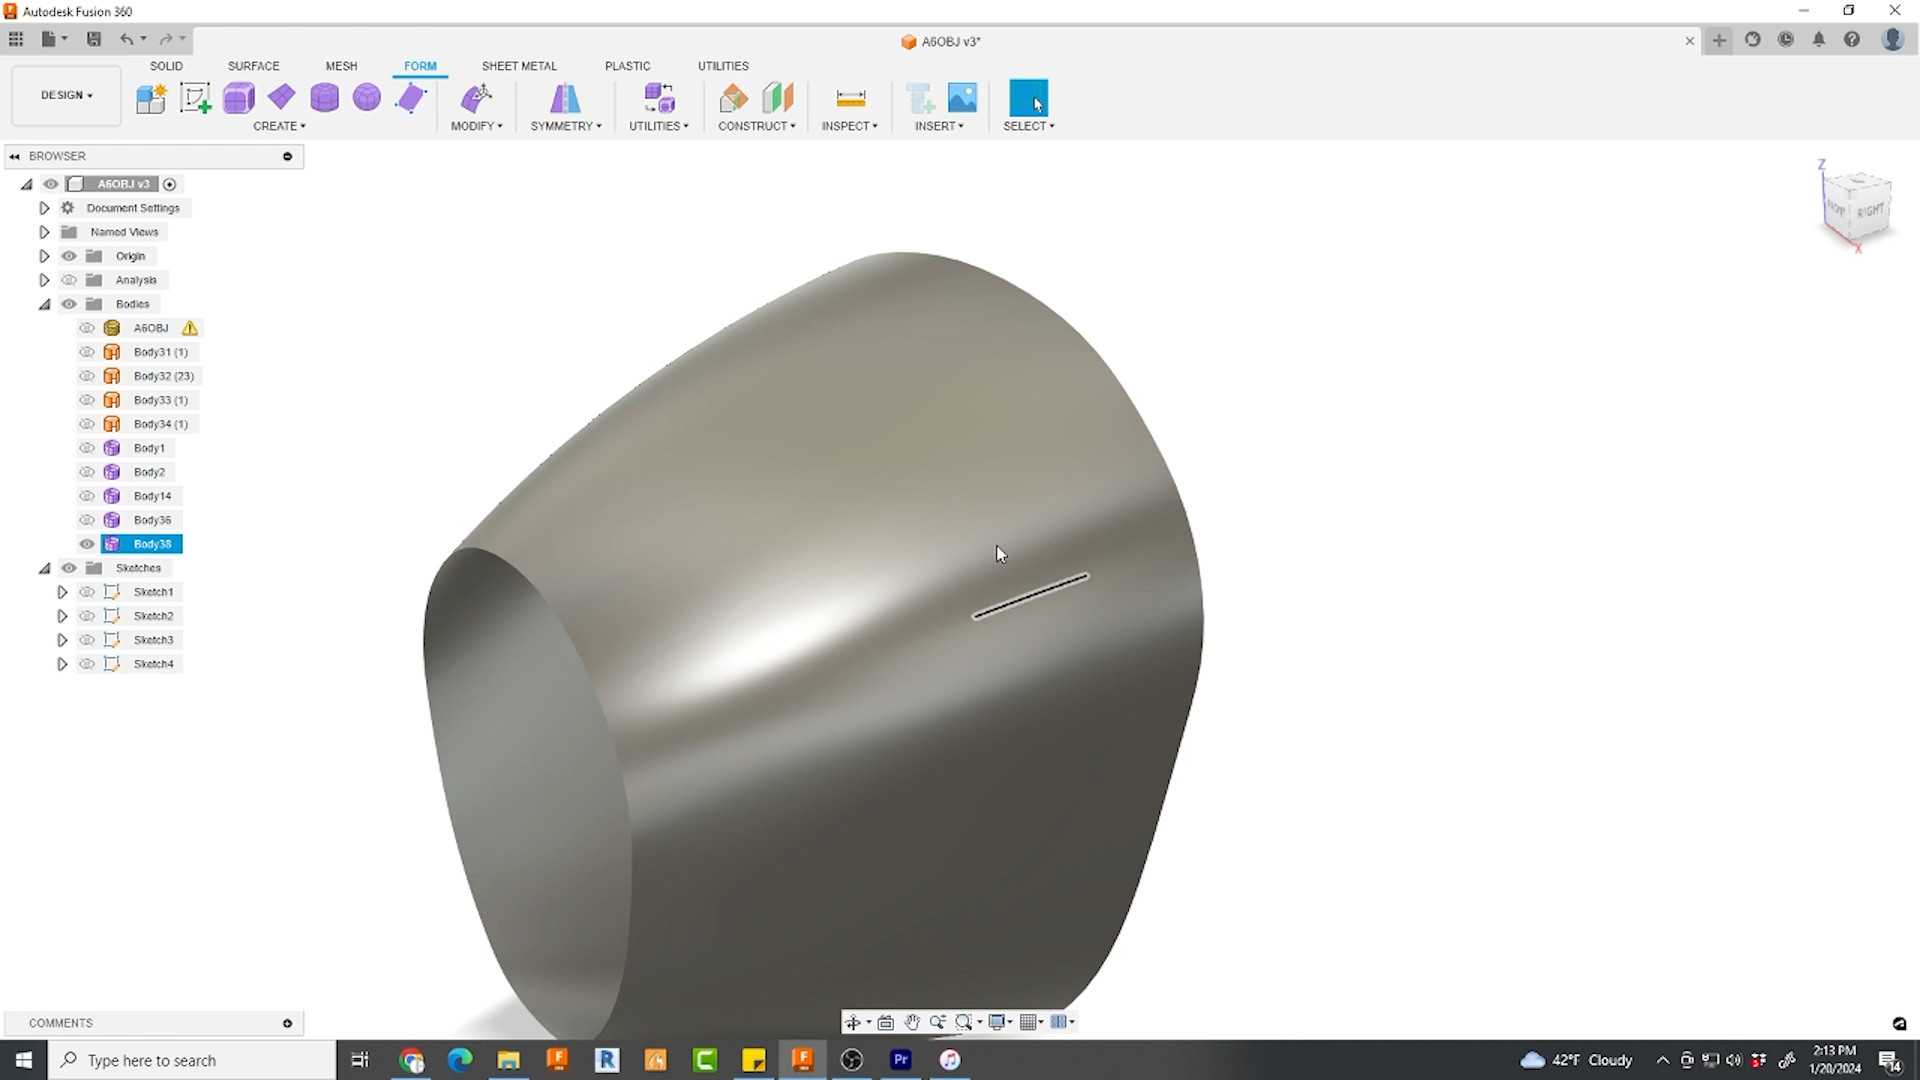 Autodesk Fusion 360
A6OBJ v3*
SOLID SURFACE MESH FORM SHEET METAL PLASTIC UTILITIES
DESIGN
CREATE MODIFY SYMMETRY UTILITIES CONSTRUCT INSPECT INSERT SELECT
BROWSER
A6OBJ v3
Document Settings
Named Views
Origin
Analysis
Bodies
A6OBJ
Body31 (1)
Body32 (23)
Body33 (1)
Body34 (1)
Body1
Body2
Body14
Body36
Body38
Sketches
Sketch1
Sketch2
Sketch3
Sketch4
Z
RIGHT
X
COMMENTS
Type here to search
R
C
Pr
42°F Cloudy
2:13 PM
1/20/2024
14